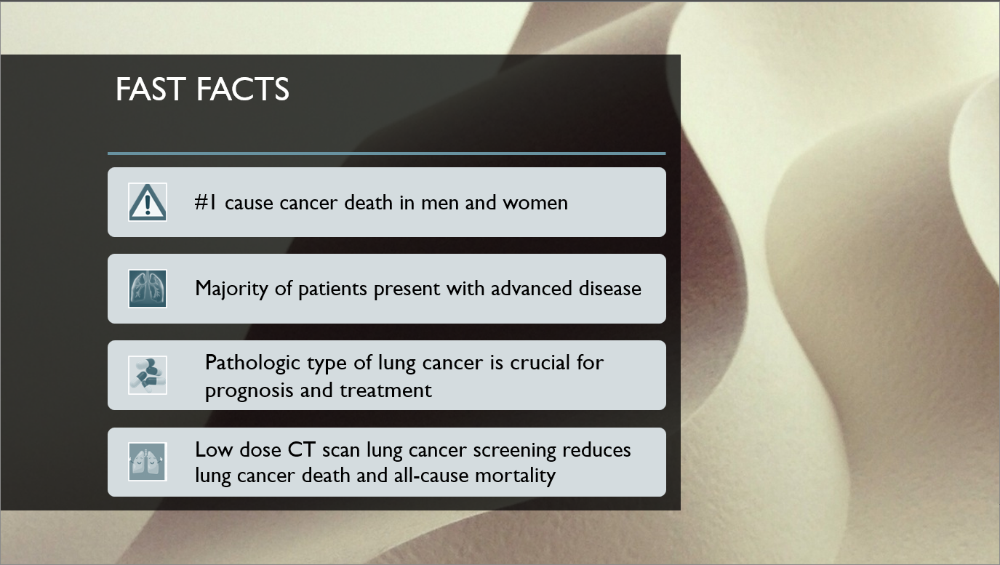 FAST FACTS
#1 cause cancer death in men and women
Majority of patients present with advanced disease
Pathologic type of lung cancer is crucial for
prognosis and treatment
Low dose CT scan lung cancer screening reduces
lung cancer death and all-cause mortality